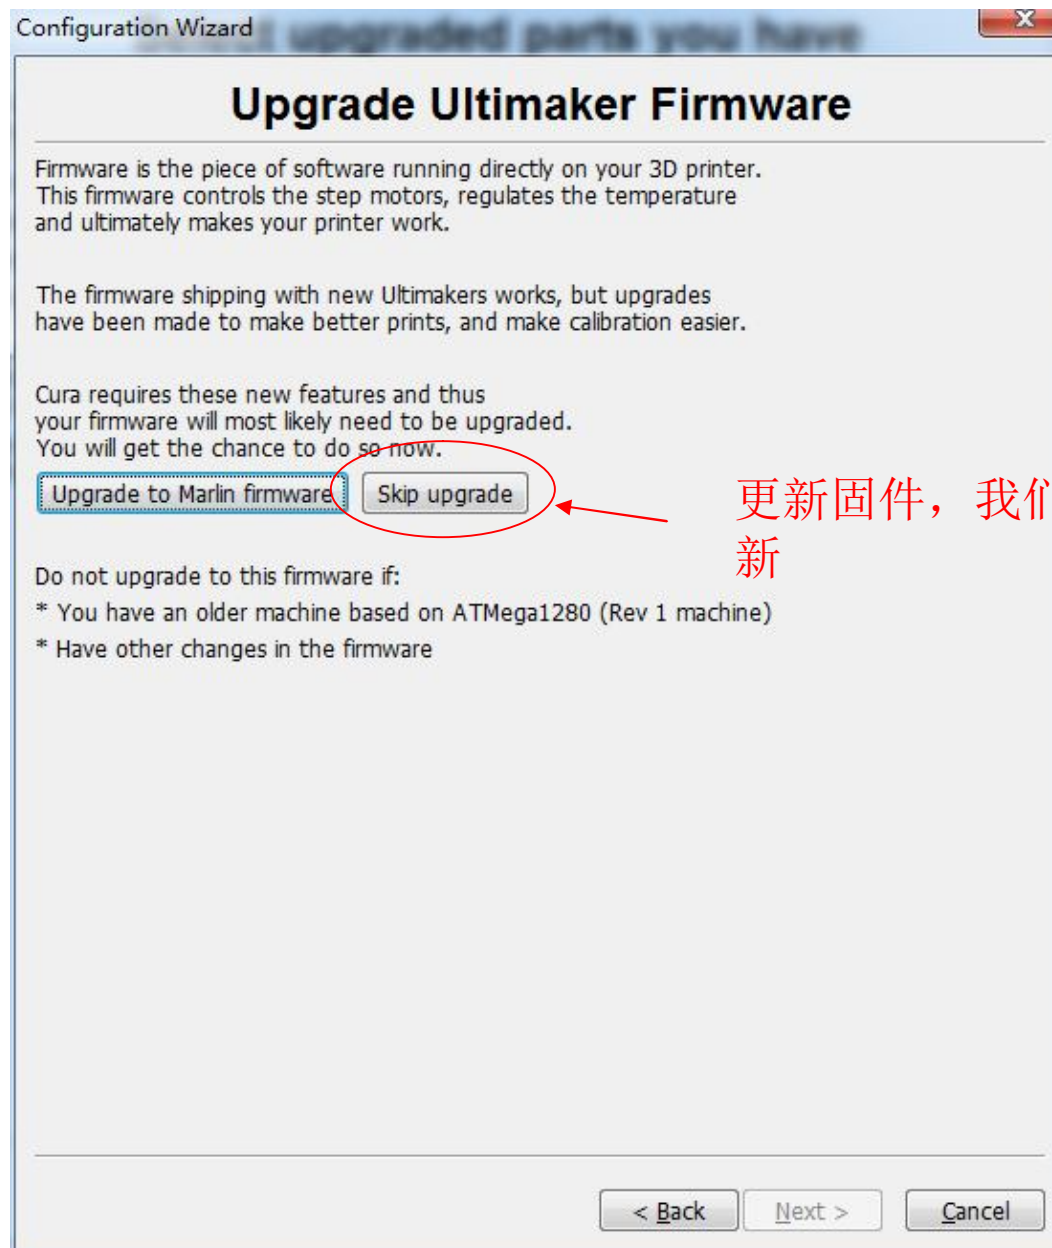 Configuration Wizard
select upgraded parts you have
Upgrade Ultimaker Firmware
Firmware is the piece of software running directly on your 3D printer.
This firmware controls the step motors, regulates the temperature
and ultimately makes your printer work.
The firmware shipping with new Ultimakers works, but upgrades
have been made to make better prints, and make calibration easier.
Cura requires these new features and thus
your firmware will most likely need to be upgraded.
You will get the chance to do so now.
Upgrade to Marlin firmware Skip upgrade
更新固件，我们
新
Do not upgrade to this firmware if:
* You have an older machine based on ATMega1280 (Rev 1 machine)
* Have other changes in the firmware
< Back Next > Cancel